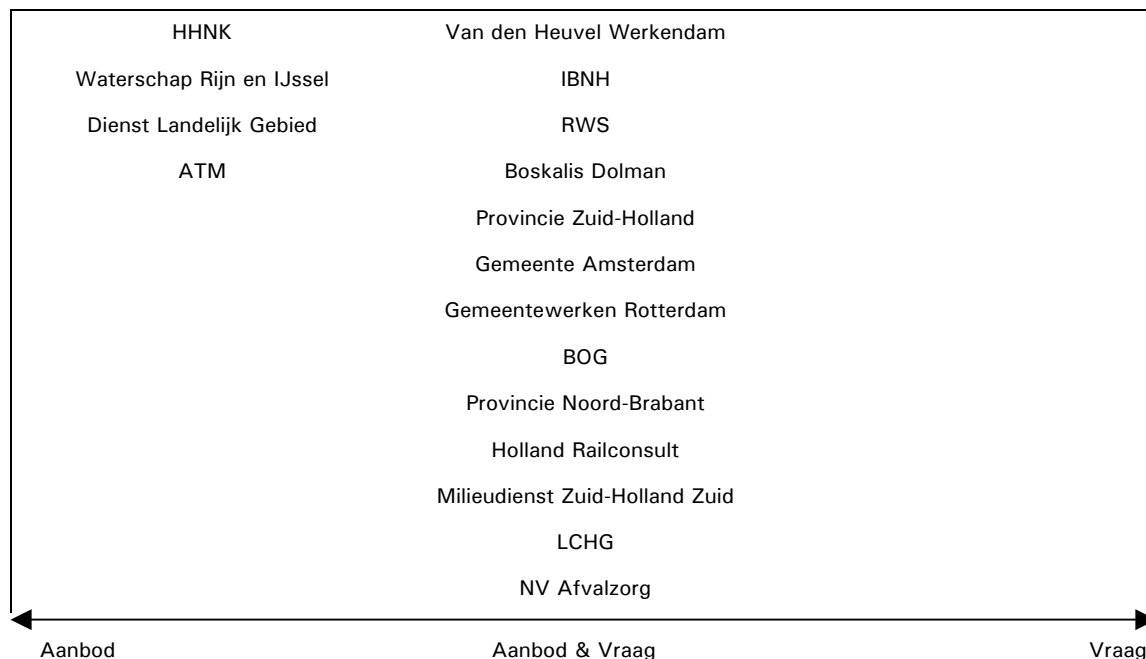 HHNK Van den Heuvel Werkendam
Waterschap Rijn en IJssel IBNH
Dienst Landelijk Gebied RWS
ATM Boskalis Dolman
Provincie Zuid-Holland
Gemeente Amsterdam
Gemeentewerken Rotterdam
BOG
Provincie Noord-Brabant
Holland Railconsult
Milieudienst Zuid-Holland Zuid
LCHG
NV Afvalzorg
Aanbod Aanbod & Vraag Vraag